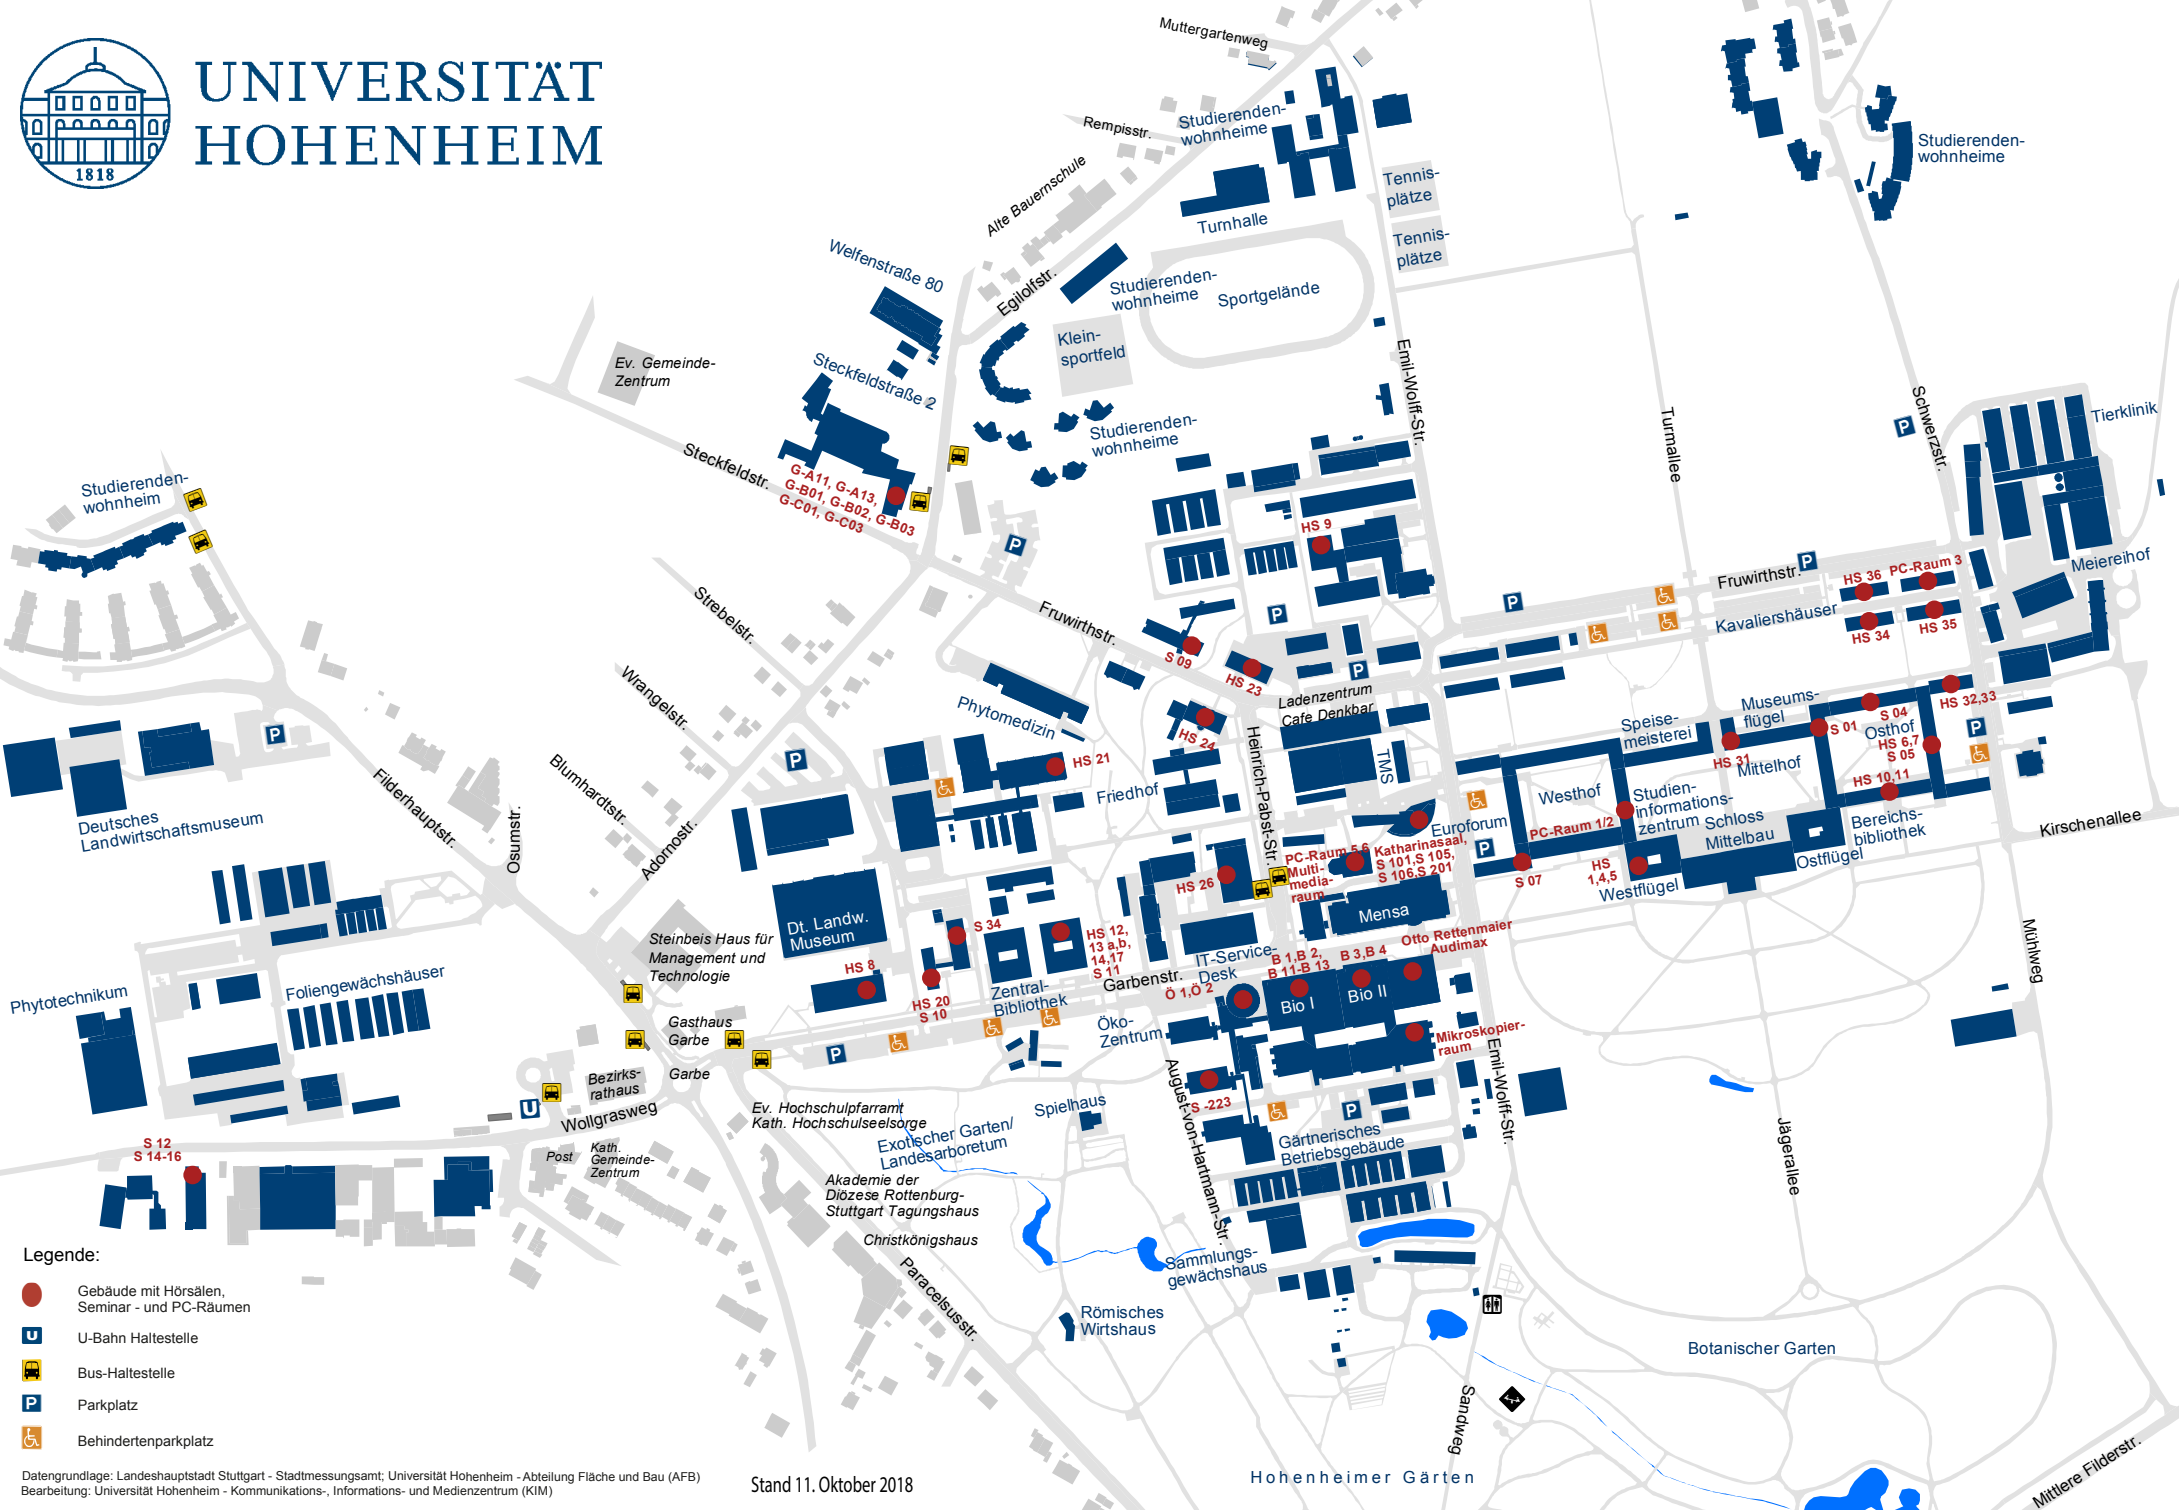 UNIVERSITÄT
HOHENHEIM
1818
Muttergartenweg
Rempisstr.
Studierenden-
wohnheime
Alte Bauernschule
Turnhalle
Tennis-
plätze
Tennis-
plätze
Studierenden-
wohnheime
Welfenstraße 80
Egilolfstr.
Studierenden-
wohnheime
Sportgelände
Klein-
sportfeld
Ev. Gemeinde-
Zentrum
Steckfeldstraße 2
Studierenden-
wohnheime
Emil-Wolff-Str.
Turmallee
Schwerzstr.
Tierklinik
P
Steckfeldstr.
G-A11, G-A13,
G-B01, G-B02, G-B03
G-C01, G-C03
Studierenden-
wohnheim
HS 9
P
Strebelstr.
Fruwirthstr.
P
P
Fruwirthstr.
P
HS 36
PC-Raum 3
Meiereihof
Kavaliershäuser
HS 34
HS 35
S 09
HS 23
P
Ladenzentrum
Cafe Denkbar
Wrangelstr.
Phytomedizin
HS 24
Heinrich-Pabst-Str.
TMS
Speise-
meisterei
Museums-
flügel
HS 31
Mittelhof
S 01
S 04
Osthof
HS 6,7
S 05
HS 32,33
P
HS 10,11
P
Blumhardtstr.
P
HS 21
Friedhof
Westhof
Studien-
informations-
zentrum
Schloss
Mittelbau
Ostflügel
Bereichs-
bibliothek
Kirschenallee
Deutsches
Landwirtschaftsmuseum
Filderhauptstr.
Osumstr.
Adornostr.
Euroforum
P
PC-Raum 1/2
HS
1,4,5
Westflügel
S 07
HS 26
PC-Raum 5,6
Multi-
media-
raum
Katharinasaal,
S 101,S 105,
S 106,S 201
Mensa
Dt. Landw.
Museum
S 34
HS 12,
13 a,b,
14,17
S 11
Steinbeis Haus für
Management und
Technologie
HS 8
HS 20
S 10
Zentral-
Bibliothek
Garbenstr.
IT-Service-
Desk
Ö 1,Ö 2
B 1,B 2,
B 11-B 13
B 3,B 4
Otto Rettenmaier
Audimax
Bio I
Bio II
Mühlweg
Phytotechnikum
Foliengewächshäuser
Gasthaus
Garbe
Garbe
P
Öko-
Zentrum
Mikroskopier-
raum
Emil-Wolff-Str.
Bezirks-
rathaus
U
Wollgrasweg
Ev. Hochschulpfarramt
Kath. Hochschulseelsorge
Exotischer Garten/
Landesarboretum
Spielhaus
S -223
P
Gärtnerisches
Betriebsgebäude
August-von-Hartmann-Str.
Jägerallee
S 12
S 14-16
Post
Kath.
Gemeinde-
Zentrum
Akademie der
Diözese Rottenburg-
Stuttgart Tagungshaus
Christkönigshaus
Paracelsusstr.
Sammlungs-
gewächshaus
Römisches
Wirtshaus
Botanischer Garten
Sandweg
Hohenheimer Gärten
Mittlere Filderstr.
Legende:
Gebäude mit Hörsälen,
Seminar - und PC-Räumen
U
U-Bahn Haltestelle
Bus-Haltestelle
P
Parkplatz
Behindertenparkplatz
Datengrundlage: Landeshauptstadt Stuttgart - Stadtmessungsamt; Universität Hohenheim - Abteilung Fläche und Bau (AFB)
Bearbeitung: Universität Hohenheim - Kommunikations-, Informations- und Medienzentrum (KIM)
Stand 11. Oktober 2018